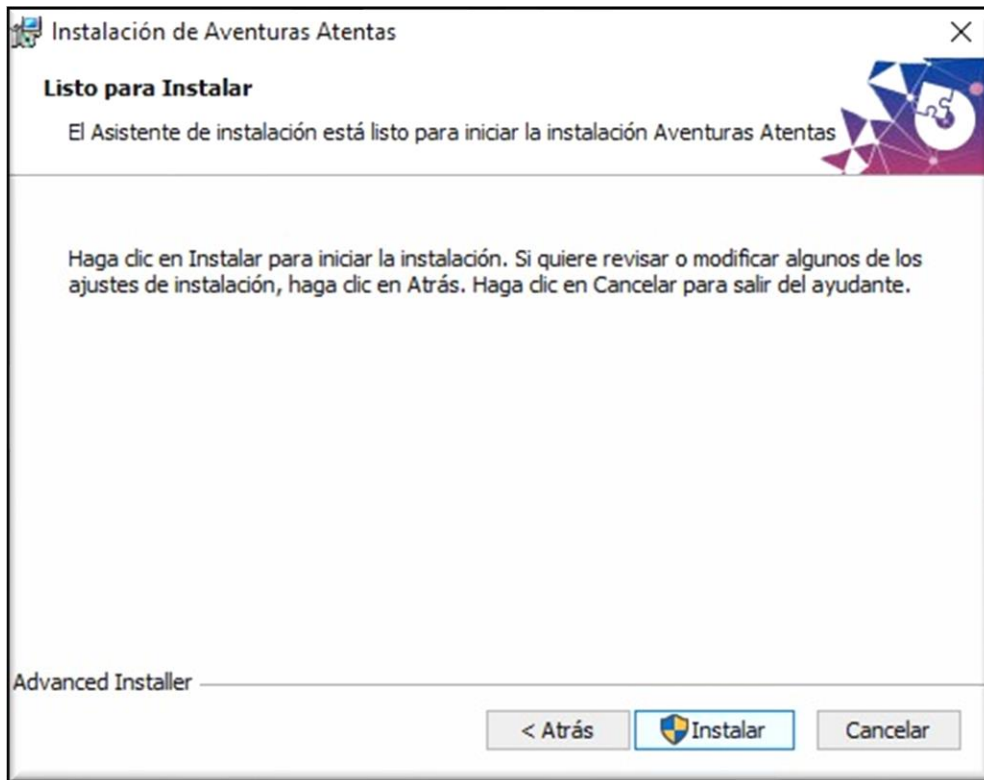 Instalación de Aventuras Atentas
Listo para Instalar
El Asistente de instalación está listo para iniciar la instalación Aventuras Atentas
Haga clic en Instalar para iniciar la instalación. Si quiere revisar o modificar algunos de los
ajustes de instalación, haga clic en Atrás. Haga clic en Cancelar para salir del ayudante.
Advanced Installer
< Atrás
Instalar
Cancelar